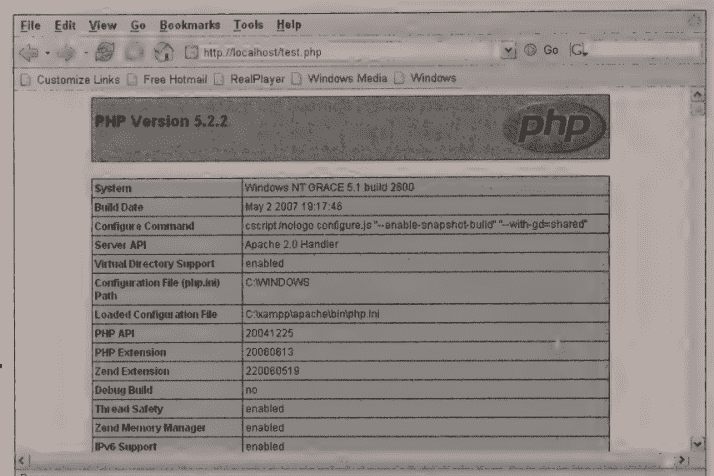 File Edit View Go Bookmarks Tools Help
http://localhost/test.php Go G
Customize Links Free Hotmail RealPlayer Windows Media Windows
PHP Version 5.2.2 php
System Windows NT GRACE 5.1 build 2600
Build Date May 2 2007 19:17:46
Configure Command cscript /nologo configure.js "--enable-snapshot-build" "--with-gd=shared"
Server API Apache 2.0 Handler
Virtual Directory Support enabled
Configuration File (php.ini) C:\WINDOWS
Path
Loaded Configuration File C:\xampp\apache\bin\php.ini
PHP API 20041225
PHP Extension 20060613
Zend Extension 220060519
Debug Build no
Thread Safety enabled
Zend Memory Manager enabled
IPv6 Support enabled